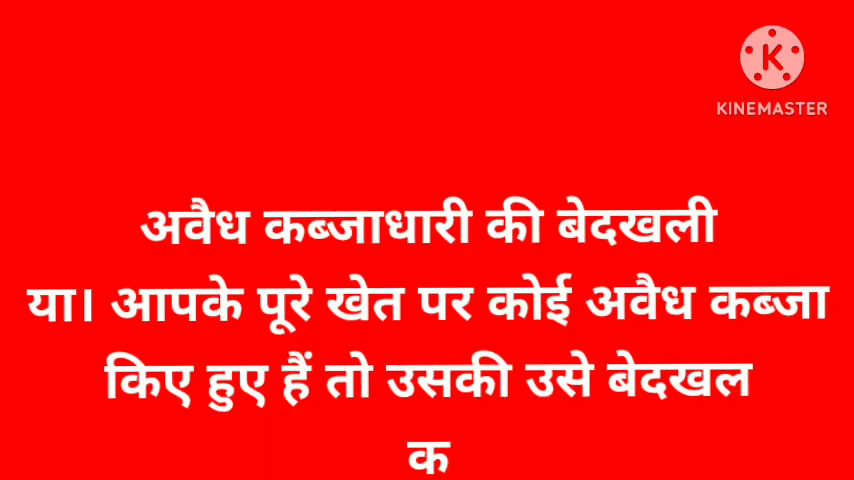 KINEMASTER
अवैध कब्जाधारी की बेदखली
या। आपके पूरे खेत पर कोई अवैध कब्जा
किए हुए हैं तो उसकी उसे बेदखल
क